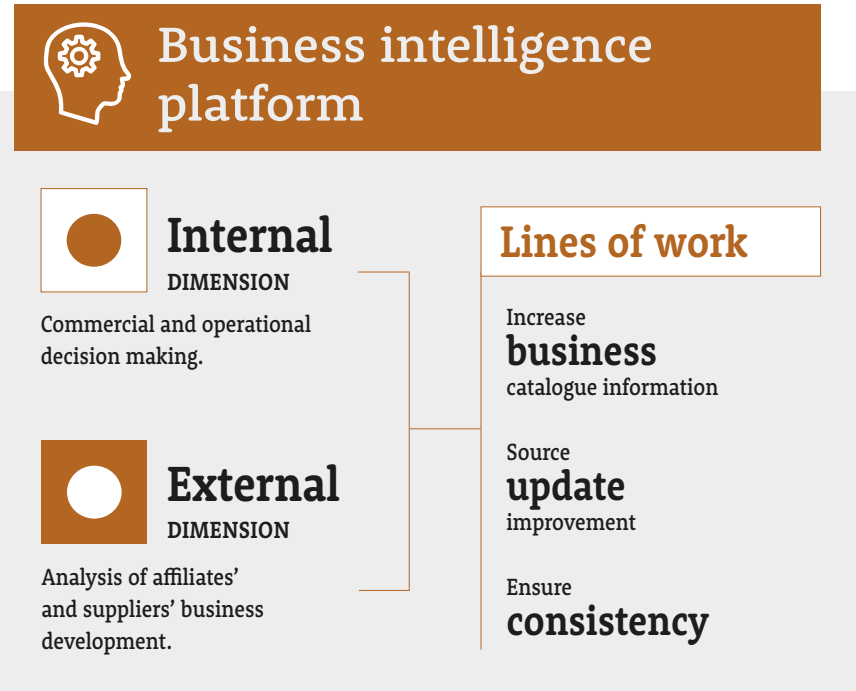 Business intelligence
platform
Internal
DIMENSION
Commercial and operational
decision making.
External
DIMENSION
Analysis of affiliates’
and suppliers’ business
development.
Lines of work
Increase
business
catalogue information
Source
update
improvement
Ensure
consistency